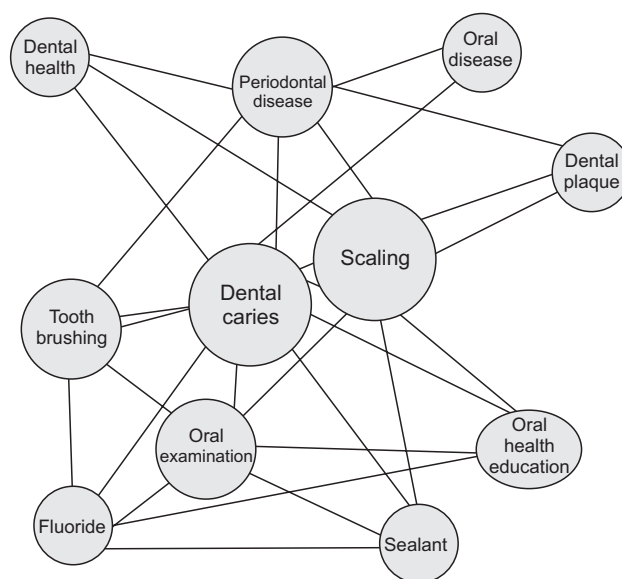 Dental
health
Periodontal
disease
Oral
disease
Dental
plaque
Scaling
Dental
caries
Tooth
brushing
Oral
examination
Oral
health
education
Fluoride
Sealant